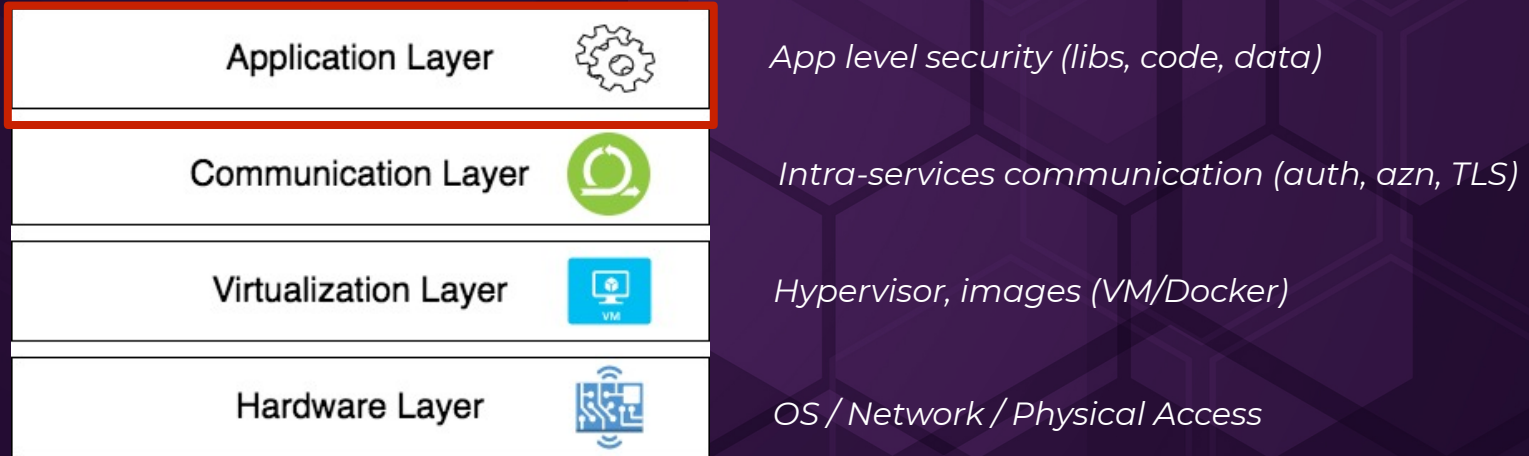 Application Layer
App level security (libs, code, data)
Communication Layer
Intra-services communication (auth, azn, TLS)
Virtualization Layer
VM
Hypervisor, images (VM/Docker)
Hardware Layer
OS / Network / Physical Access